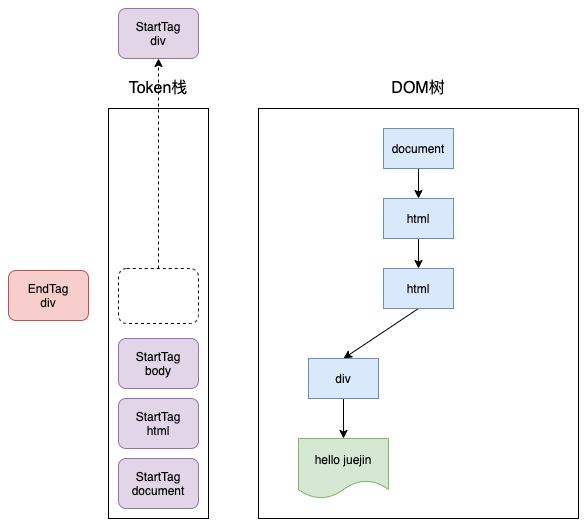 StartTag
div
Token栈
DOM树
document
html
EndTag
div
html
StartTag
body
div
StartTag
html
hello juejin
StartTag
document